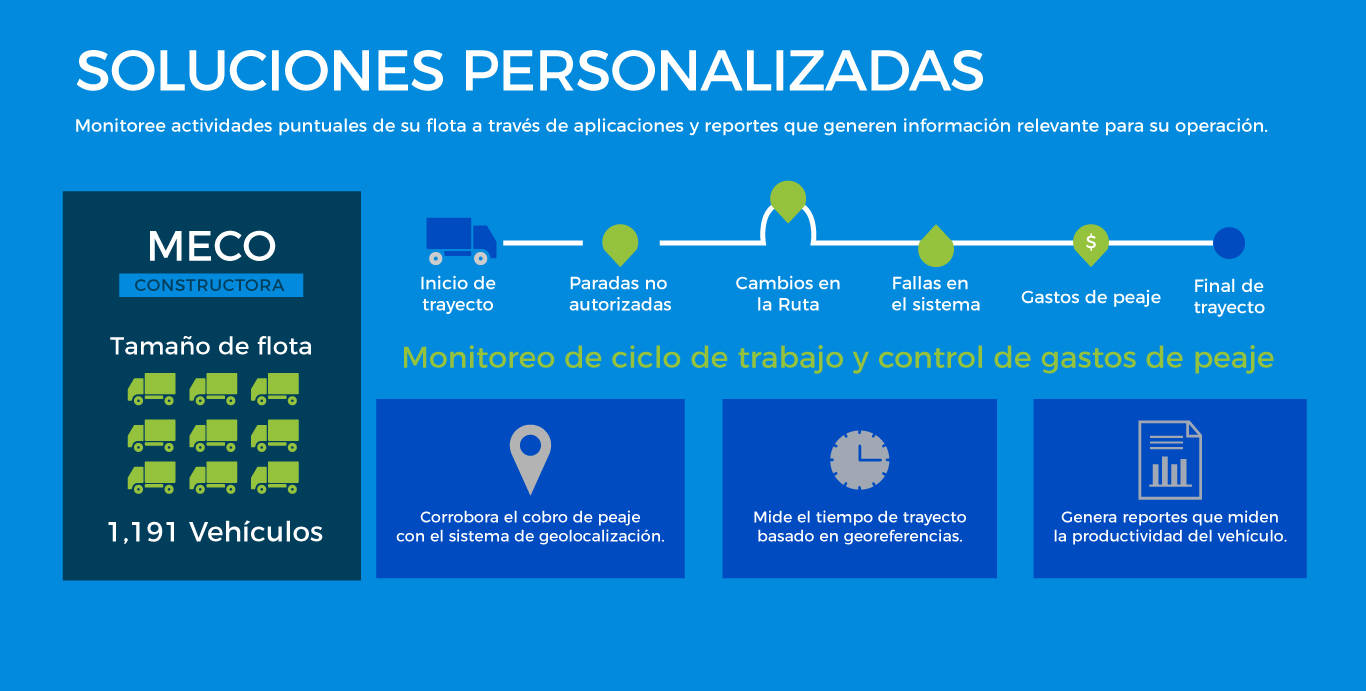 SOLUCIONES PERSONALIZADAS
Monitoree actividades puntuales de su flota a través de aplicaciones y reportes que generen información relevante para su operación.
MECO
CONSTRUCTORA
Tamaño de flota
1,191 Vehículos
Inicio de
trayecto
Paradas no
autorizadas
Cambios en
la Ruta
Fallas en
el sistema
$
Gastos de peaje
Final de
trayecto
Monitoreo de ciclo de trabajo y control de gastos de peaje
Corrobora el cobro de peaje
con el sistema de geolocalización.
Mide el tiempo de trayecto
basado en georeferencias.
Genera reportes que miden
la productividad del vehículo.